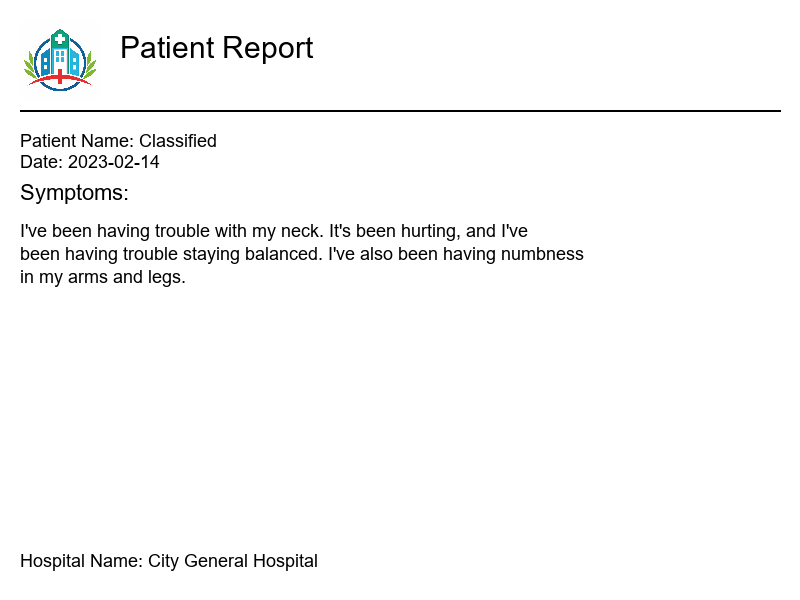 Patient Report
Patient Name: Classified
Date: 2023-02-14
Symptoms:
I've been having trouble with my neck. It's been hurting, and I've
been having trouble staying balanced. I've also been having numbness
in my arms and legs.
Hospital Name: City General Hospital